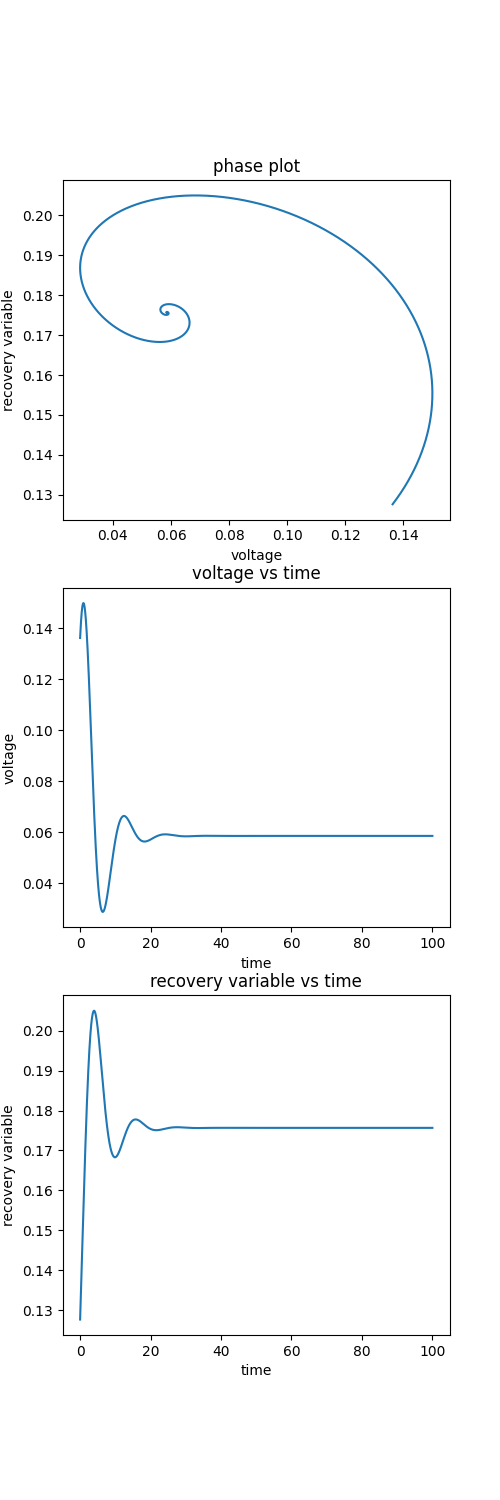 phase plot
0.20
0.19
0.18
0.17
0.16
0.15
0.14
0.13
recovery variable
0.04 0.06 0.08 0.10 0.12 0.14
voltage
voltage vs time
0.14
0.12
0.10
0.08
0.06
0.04
voltage
0 20 40 60 80 100
time
recovery variable vs time
0.20
0.19
0.18
0.17
0.16
0.15
0.14
0.13
recovery variable
0 20 40 60 80 100
time